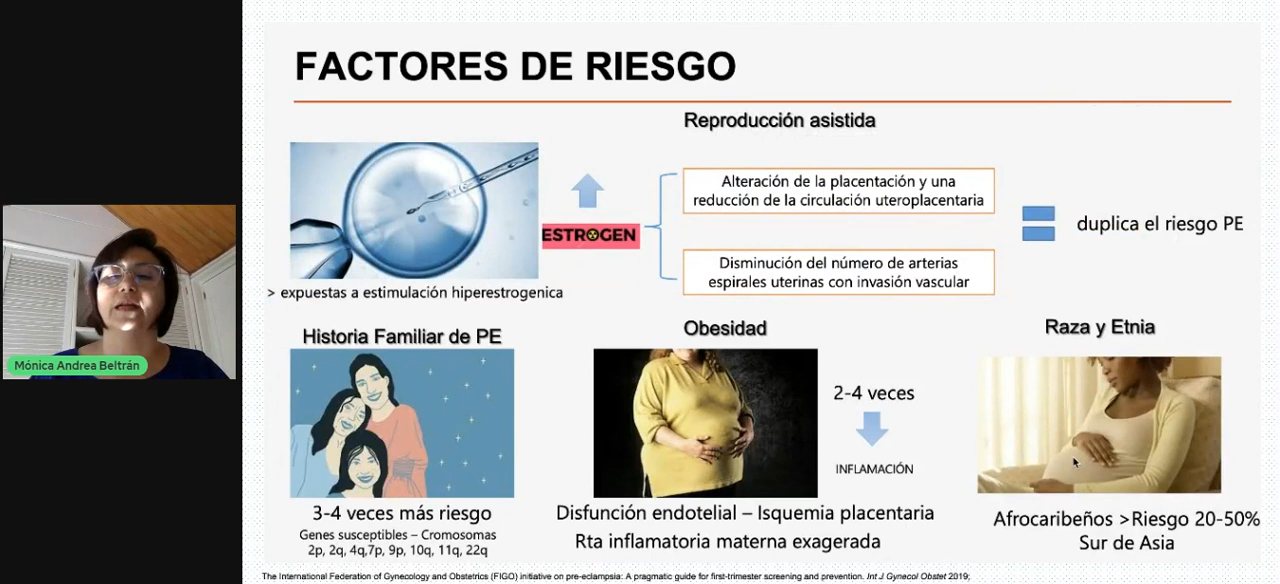 FACTORES DE RIESGO
Reproducción asistida
ESTROGEN
Alteración de la placentación y una
reducción de la circulación uteroplacentaria
Disminución del número de arterias
espirales uterinas con invasión vascular
duplica el riesgo PE
> expuestas a estimulación hiperestrogenica
Historia Familiar de PE
3-4 veces más riesgo
Genes susceptibles – Cromosomas
2p, 2q, 4q,7p, 9p, 10q, 11q, 22q
Obesidad
2-4 veces
INFLAMACIÓN
Disfunción endotelial – Isquemia placentaria
Rta inflamatoria materna exagerada
Raza y Etnia
Afrocaribeños >Riesgo 20-50%
Sur de Asia
Mónica Andrea Beltrán
The International Federation of Gynecology and Obstetrics (FIGO) initiative on pre-eclampsia: A pragmatic guide for first-trimester screening and prevention. Int J Gynecol Obstet 2019;